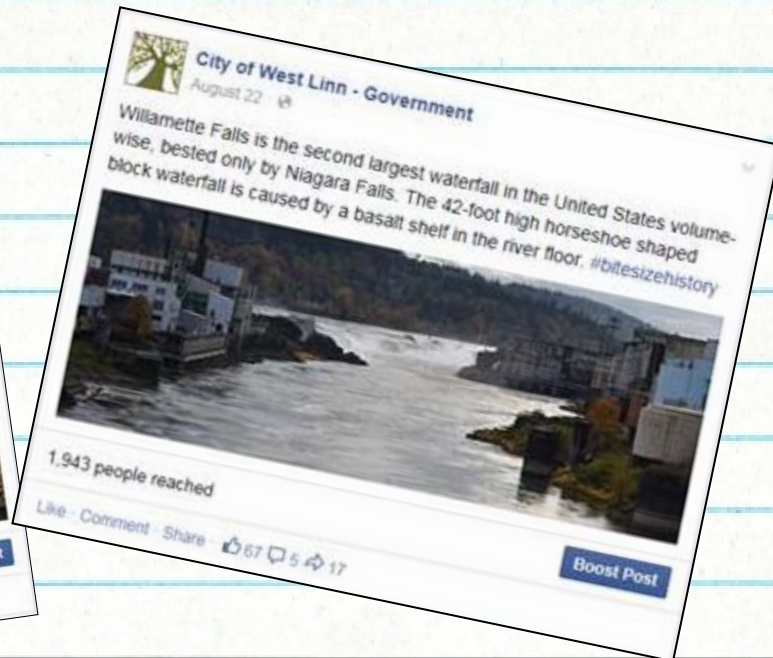 City of West Linn - Government
August 22
Willamette Falls is the second largest waterfall in the United States volume-
wise, bested only by Niagara Falls. The 42-foot high horseshoe shaped
block waterfall is caused by a basalt shelf in the river floor. #bitesizehistory
1,943 people reached
Like · Comment · Share · 67 5 17
Boost Post